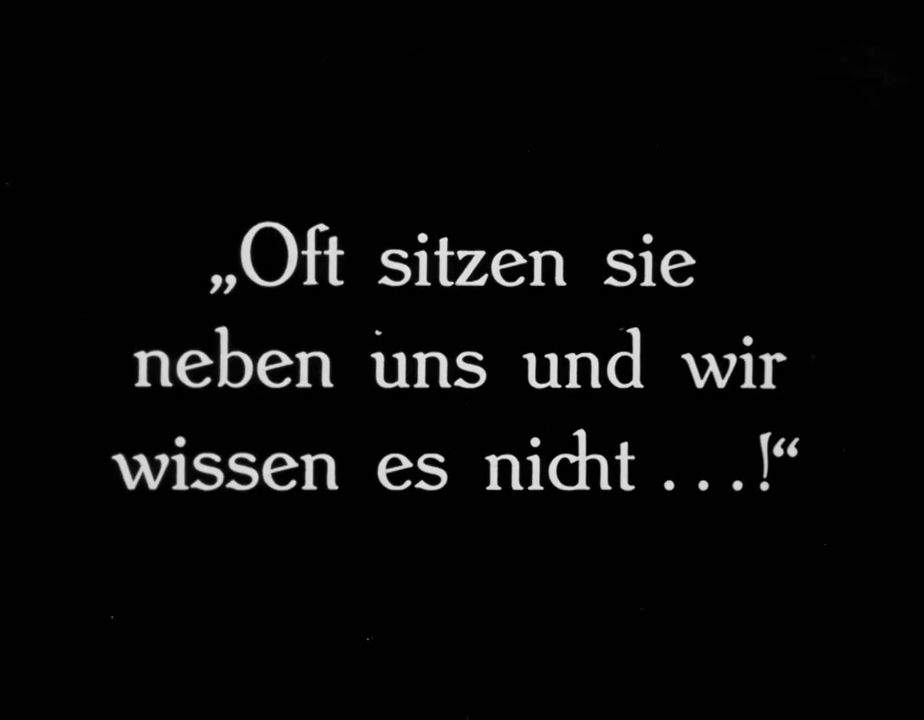 „Oft sitzen sie
neben uns und wir
wissen es nicht . . . !“